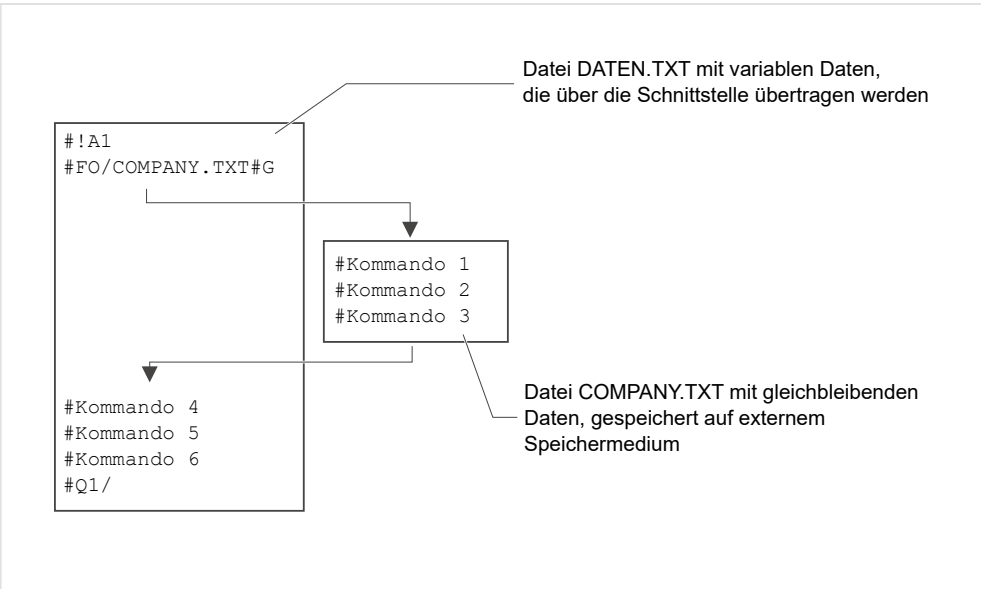 Datei DATEN.TXT mit variablen Daten,
die über die Schnittstelle übertragen werden
#!A1
#FO/COMPANY.TXT#G
#Kommando 1
#Kommando 2
#Kommando 3
Datei COMPANY.TXT mit gleichbleibenden
Daten, gespeichert auf externem
Speichermedium
#Kommando 4
#Kommando 5
#Kommando 6
#Q1/